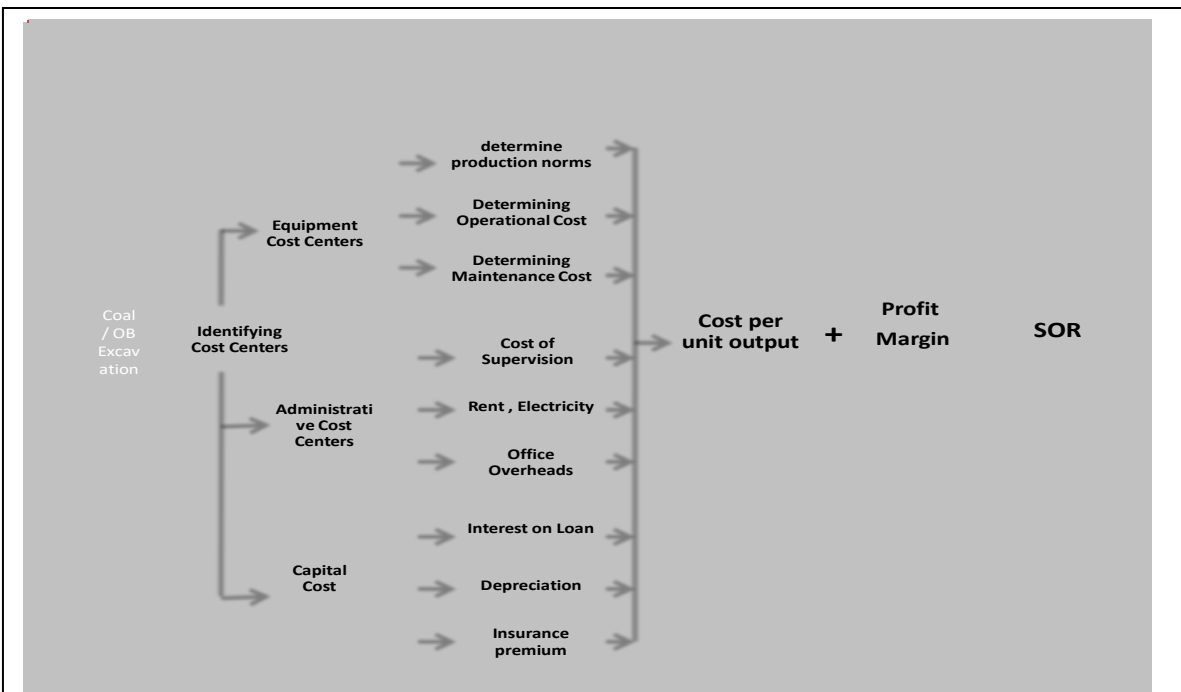 Coal
/ OB
Excav
ation
Identifying
Cost Centers
Equipment
Cost Centers
determine
production norms
Determining
Operational Cost
Determining
Maintenance Cost
Administrati
ve Cost
Centers
Cost of
Supervision
Rent , Electricity
Office
Overheads
Capital
Cost
Interest on Loan
Depreciation
Insurance
premium
Cost per
unit output
+
Profit
Margin
SOR